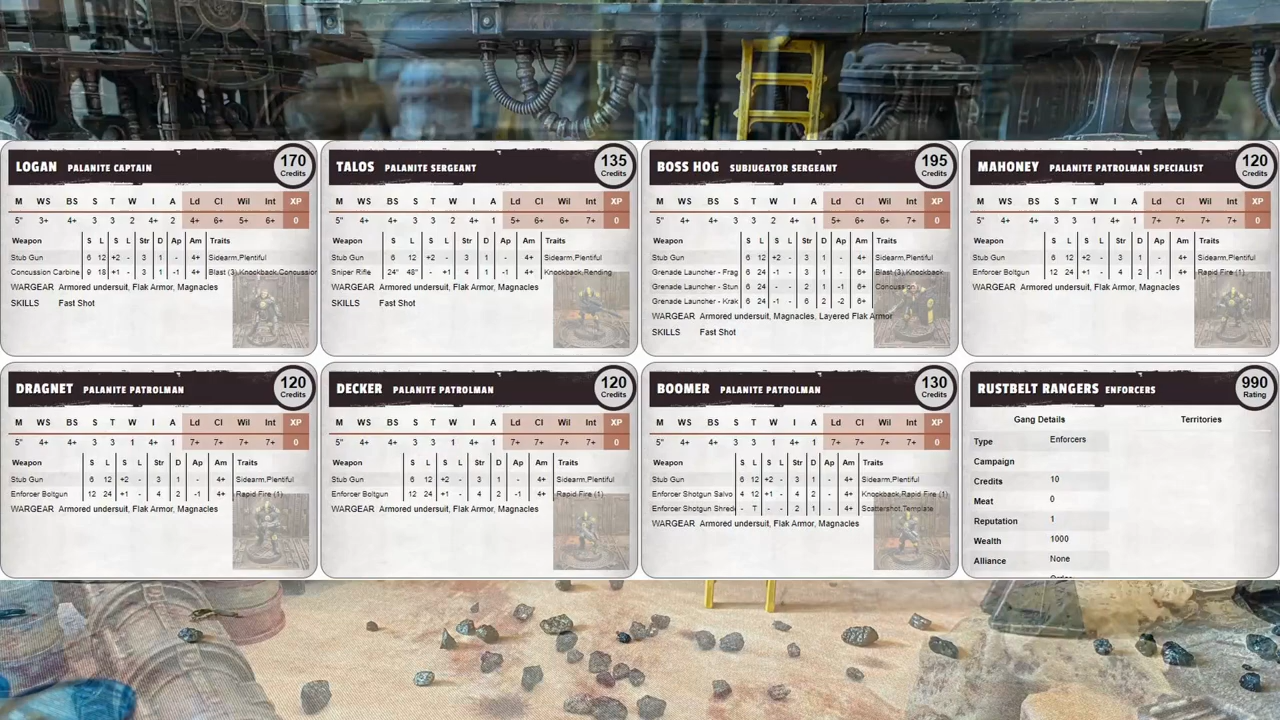 LOGAN PALANITE CAPTAIN 170 Credits
M WS BS S T W I A Ld Cl Wil Int XP
5" 3+ 4+ 3 3 2 4+ 2 4+ 6+ 5+ 6+ 0
Weapon S L S L Str D Ap Am Traits
Stub Gun 6 12 +2 - 3 1 - 4+ Sidearm,Plentiful
Concussion Carbine 9 18 +1 - 3 1 -1 4+ Blast (3),Knockback,Concussion
WARGEAR Armored undersuit, Flak Armor, Magnacles
SKILLS Fast Shot
TALOS PALANITE SERGEANT 135 Credits
M WS BS S T W I A Ld Cl Wil Int XP
5" 4+ 4+ 3 3 2 4+ 1 5+ 6+ 6+ 7+ 0
Weapon S L S L Str D Ap Am Traits
Stub Gun 6 12 +2 - 3 1 - 4+ Sidearm,Plentiful
Sniper Rifle 24" 48" - +1 4 1 -1 4+ Knockback,Rending
WARGEAR Armored undersuit, Flak Armor, Magnacles
SKILLS Fast Shot
BOSS HOG SUBJUGATOR SERGEANT 195 Credits
M WS BS S T W I A Ld Cl Wil Int XP
5" 4+ 4+ 3 3 2 4+ 1 5+ 6+ 6+ 7+ 0
Weapon S L S L Str D Ap Am Traits
Stub Gun 6 12 +2 - 3 1 - 4+ Sidearm,Plentiful
Grenade Launcher - Frag 6 24 -1 - 3 1 - 6+ Blast (3),Knockback
Grenade Launcher - Stun 6 24 - - 2 1 -1 6+ Concussion
Grenade Launcher - Krak 6 24 -1 - 6 2 -2 6+
WARGEAR Armored undersuit, Magnacles, Layered Flak Armor
SKILLS Fast Shot
MAHONEY PALANITE PATROLMAN SPECIALIST 120 Credits
M WS BS S T W I A Ld Cl Wil Int XP
5" 4+ 4+ 3 3 1 4+ 1 7+ 7+ 7+ 7+ 0
Weapon S L S L Str D Ap Am Traits
Stub Gun 6 12 +2 - 3 1 - 4+ Sidearm,Plentiful
Enforcer Boltgun 12 24 +1 - 4 2 -1 4+ Rapid Fire (1)
WARGEAR Armored undersuit, Flak Armor, Magnacles
DRAGNET PALANITE PATROLMAN 120 Credits
M WS BS S T W I A Ld Cl Wil Int XP
5" 4+ 4+ 3 3 1 4+ 1 7+ 7+ 7+ 7+ 0
Weapon S L S L Str D Ap Am Traits
Stub Gun 6 12 +2 - 3 1 - 4+ Sidearm,Plentiful
Enforcer Boltgun 12 24 +1 - 4 2 -1 4+ Rapid Fire (1)
WARGEAR Armored undersuit, Flak Armor, Magnacles
DECKER PALANITE PATROLMAN 120 Credits
M WS BS S T W I A Ld Cl Wil Int XP
5" 4+ 4+ 3 3 1 4+ 1 7+ 7+ 7+ 7+ 0
Weapon S L S L Str D Ap Am Traits
Stub Gun 6 12 +2 - 3 1 - 4+ Sidearm,Plentiful
Enforcer Boltgun 12 24 +1 - 4 2 -1 4+ Rapid Fire (1)
WARGEAR Armored undersuit, Flak Armor, Magnacles
BOOMER PALANITE PATROLMAN 130 Credits
M WS BS S T W I A Ld Cl Wil Int XP
5" 4+ 4+ 3 3 1 4+ 1 7+ 7+ 7+ 7+ 0
Weapon S L S L Str D Ap Am Traits
Stub Gun 6 12 +2 - 3 1 - 4+ Sidearm,Plentiful
Enforcer Shotgun Salvo 4 12 +1 - 4 2 - 4+ Knockback,Rapid Fire (1)
Enforcer Shotgun Shred - T - - 2 1 - 4+ Scattershot,Template
WARGEAR Armored undersuit, Flak Armor, Magnacles
RUSTBELT RANGERS ENFORCERS 990 Rating
Gang Details Territories
Type Enforcers
Campaign
Credits 10
Meat 0
Reputation 1
Wealth 1000
Alliance None